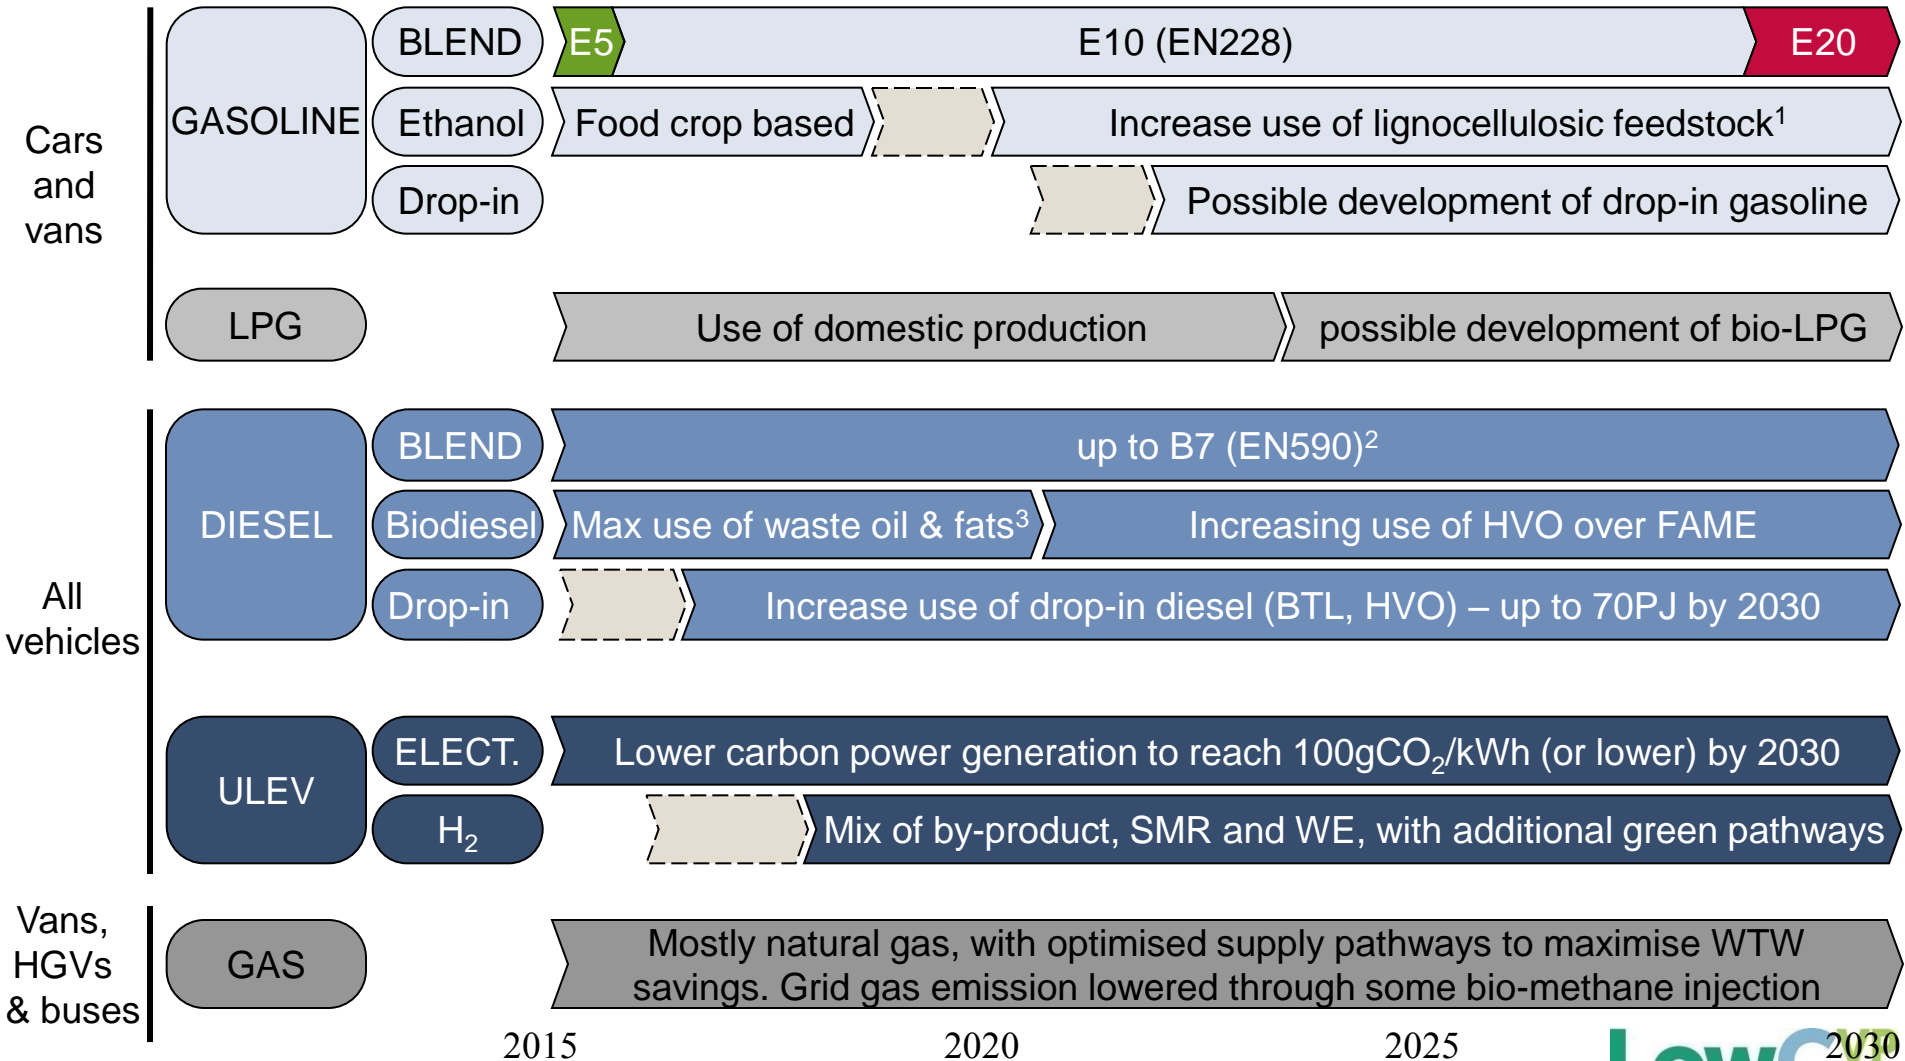 Cars
and
vans
GASOLINE
BLEND
E5
E10 (EN228)
E20
Ethanol
Food crop based
Increase use of lignocellulosic feedstock¹
Drop-in
Possible development of drop-in gasoline
LPG
Use of domestic production
possible development of bio-LPG
All
vehicles
DIESEL
BLEND
up to B7 (EN590)²
Biodiesel
Max use of waste oil & fats³
Increasing use of HVO over FAME
Drop-in
Increase use of drop-in diesel (BTL, HVO) – up to 70PJ by 2030
ULEV
ELECT.
Lower carbon power generation to reach 100gCO₂/kWh (or lower) by 2030
H₂
Mix of by-product, SMR and WE, with additional green pathways
Vans,
HGVs
& buses
GAS
Mostly natural gas, with optimised supply pathways to maximise WTW
savings. Grid gas emission lowered through some bio-methane injection
2015
2020
2025
2030